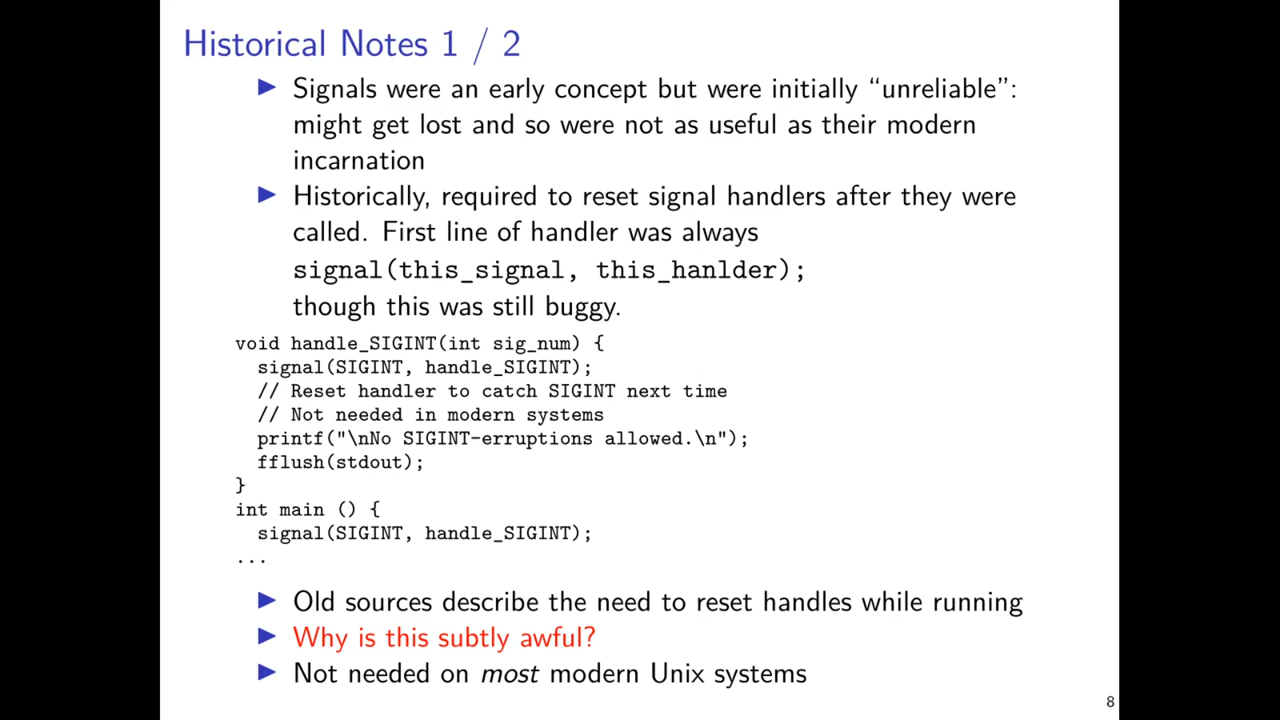 Historical Notes 1 / 2
▶ Signals were an early concept but were initially “unreliable”:
might get lost and so were not as useful as their modern
incarnation
▶ Historically, required to reset signal handlers after they were
called. First line of handler was always
signal(this_signal, this_hanlder);
though this was still buggy.
void handle_SIGINT(int sig_num) {
  signal(SIGINT, handle_SIGINT);
  // Reset handler to catch SIGINT next time
  // Not needed in modern systems
  printf("\nNo SIGINT-erruptions allowed.\n");
  fflush(stdout);
}
int main () {
  signal(SIGINT, handle_SIGINT);
...
▶ Old sources describe the need to reset handles while running
▶ Why is this subtly awful?
▶ Not needed on most modern Unix systems
8